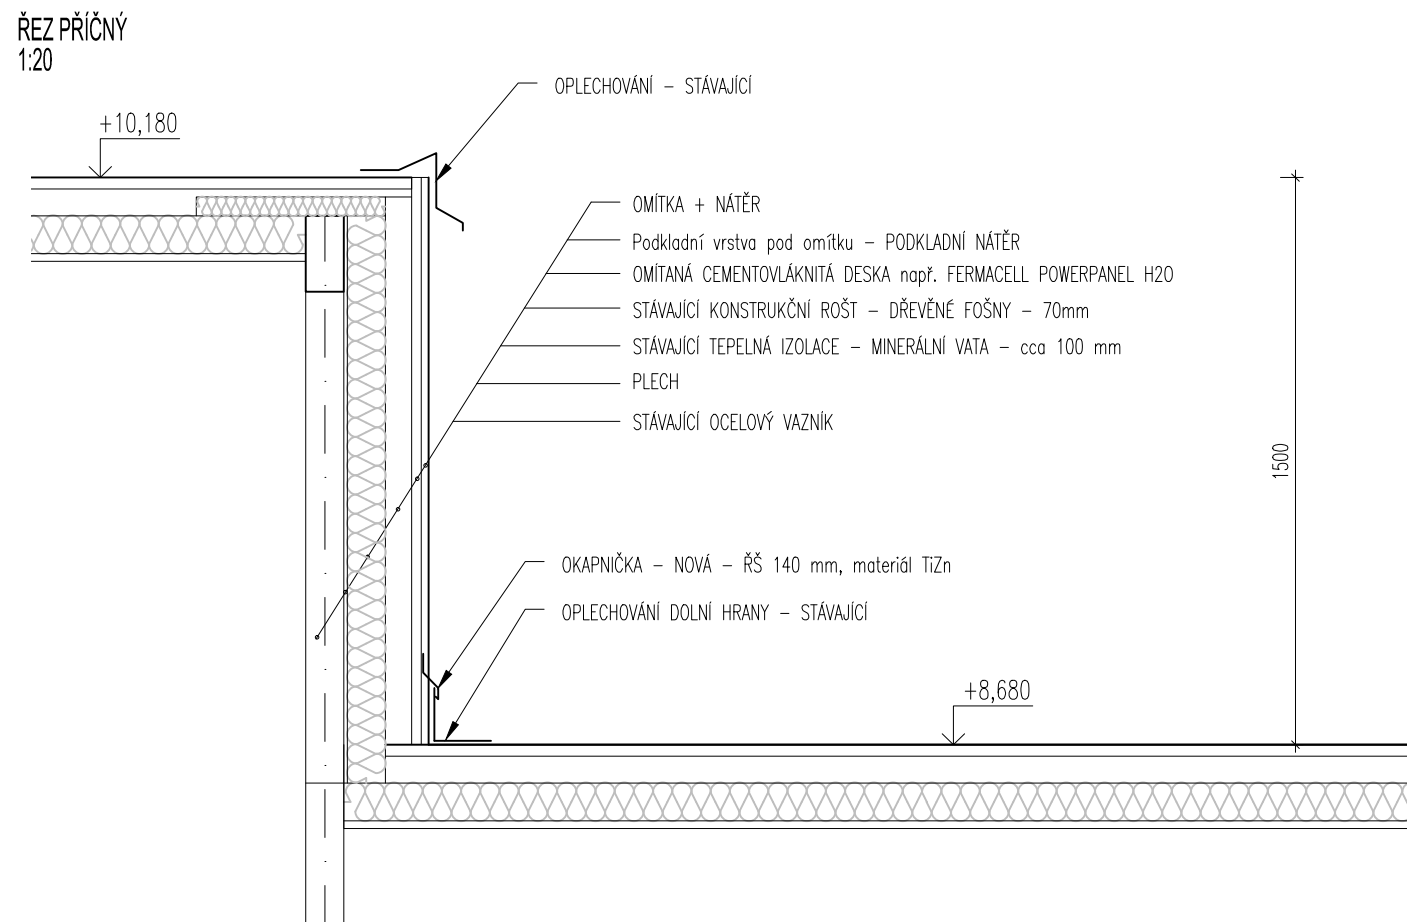 ŘEZ PŘÍČNÝ
1:20
OPLECHOVÁNÍ – STÁVAJÍCÍ
+10,180
OMÍTKA + NÁTĚR
Podkladní vrstva pod omítku – PODKLADNÍ NÁTĚR
OMÍTANÁ CEMENTOVLÁKNITÁ DESKA např. FERMACELL POWERPANEL H2O
STÁVAJÍCÍ KONSTRUKČNÍ ROŠT – DŘEVĚNÉ FOŠNY – 70mm
STÁVAJÍCÍ TEPELNÁ IZOLACE – MINERÁLNÍ VATA – cca 100 mm
PLECH
STÁVAJÍCÍ OCELOVÝ VAZNÍK
1500
OKAPNIČKA – NOVÁ – ŘŠ 140 mm, materiál TiZn
OPLECHOVÁNÍ DOLNÍ HRANY – STÁVAJÍCÍ
+8,680